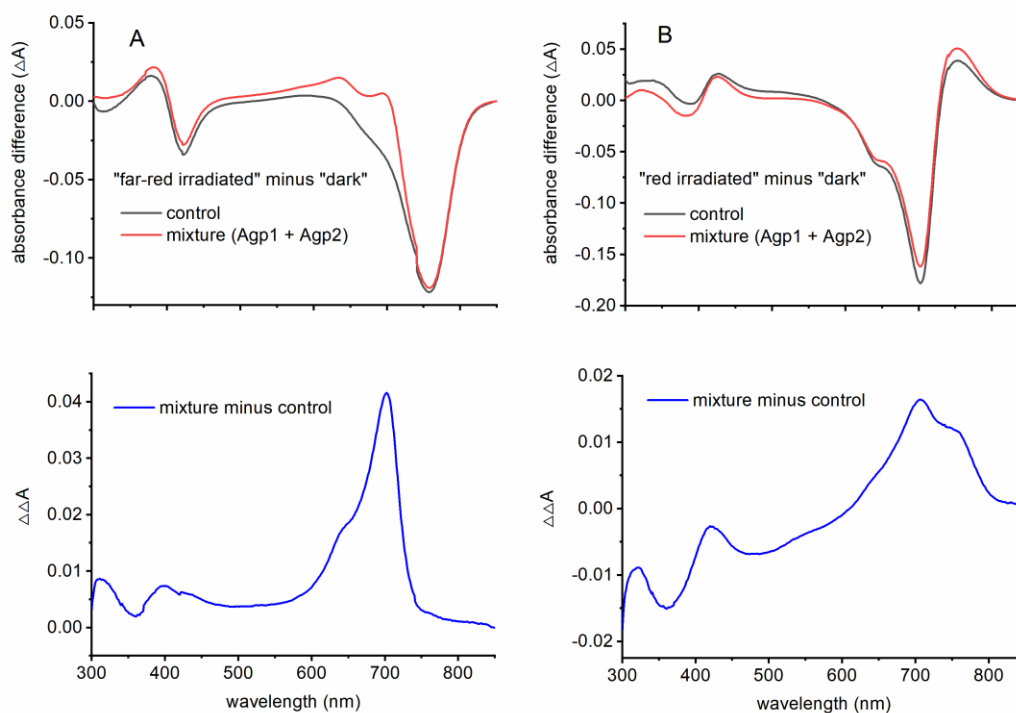 A
absorbance difference (△A)
0.05
0.00
-0.05
-0.10
"far-red irradiated" minus "dark"
control
mixture (Agp1 + Agp2)
B
absorbance difference (△A)
0.05
0.00
-0.05
-0.10
-0.15
-0.20
"red irradiated" minus "dark"
control
mixture (Agp1 + Agp2)
△△A
0.04
0.03
0.02
0.01
0.00
mixture minus control
300 400 500 600 700 800
wavelength (nm)
△△A
0.02
0.01
0.00
-0.01
-0.02
mixture minus control
300 400 500 600 700 800
wavelength (nm)